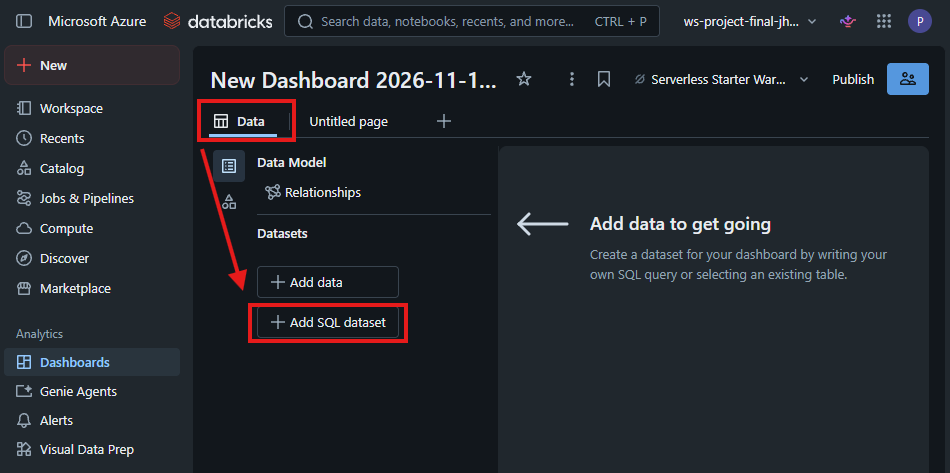 Microsoft Azure
databricks
Search data, notebooks, recents, and more...
CTRL + P
ws-project-final-jh...
P
New
Workspace
Recents
Catalog
Jobs & Pipelines
Compute
Discover
Marketplace
Analytics
Dashboards
Genie Agents
Alerts
Visual Data Prep
New Dashboard 2026-11-1...
Serverless Starter War...
Publish
Data
Untitled page
Data Model
Relationships
Datasets
Add data
Add SQL dataset
Add data to get going
Create a dataset for your dashboard by writing your
own SQL query or selecting an existing table.